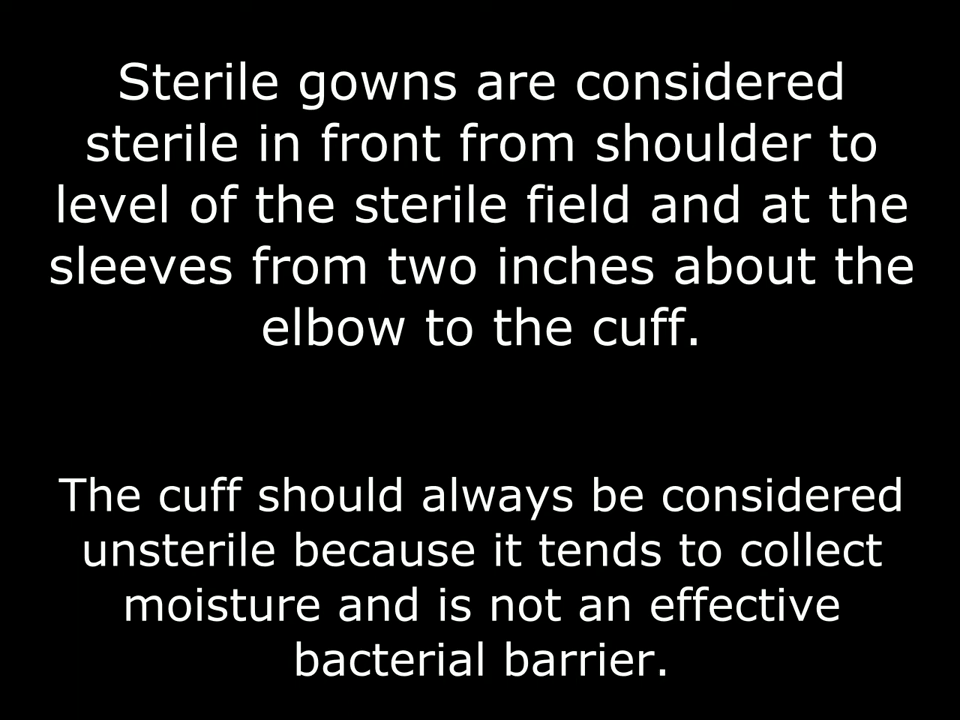 Sterile gowns are considered
sterile in front from shoulder to
level of the sterile field and at the
sleeves from two inches about the
elbow to the cuff.
The cuff should always be considered
unsterile because it tends to collect
moisture and is not an effective
bacterial barrier.